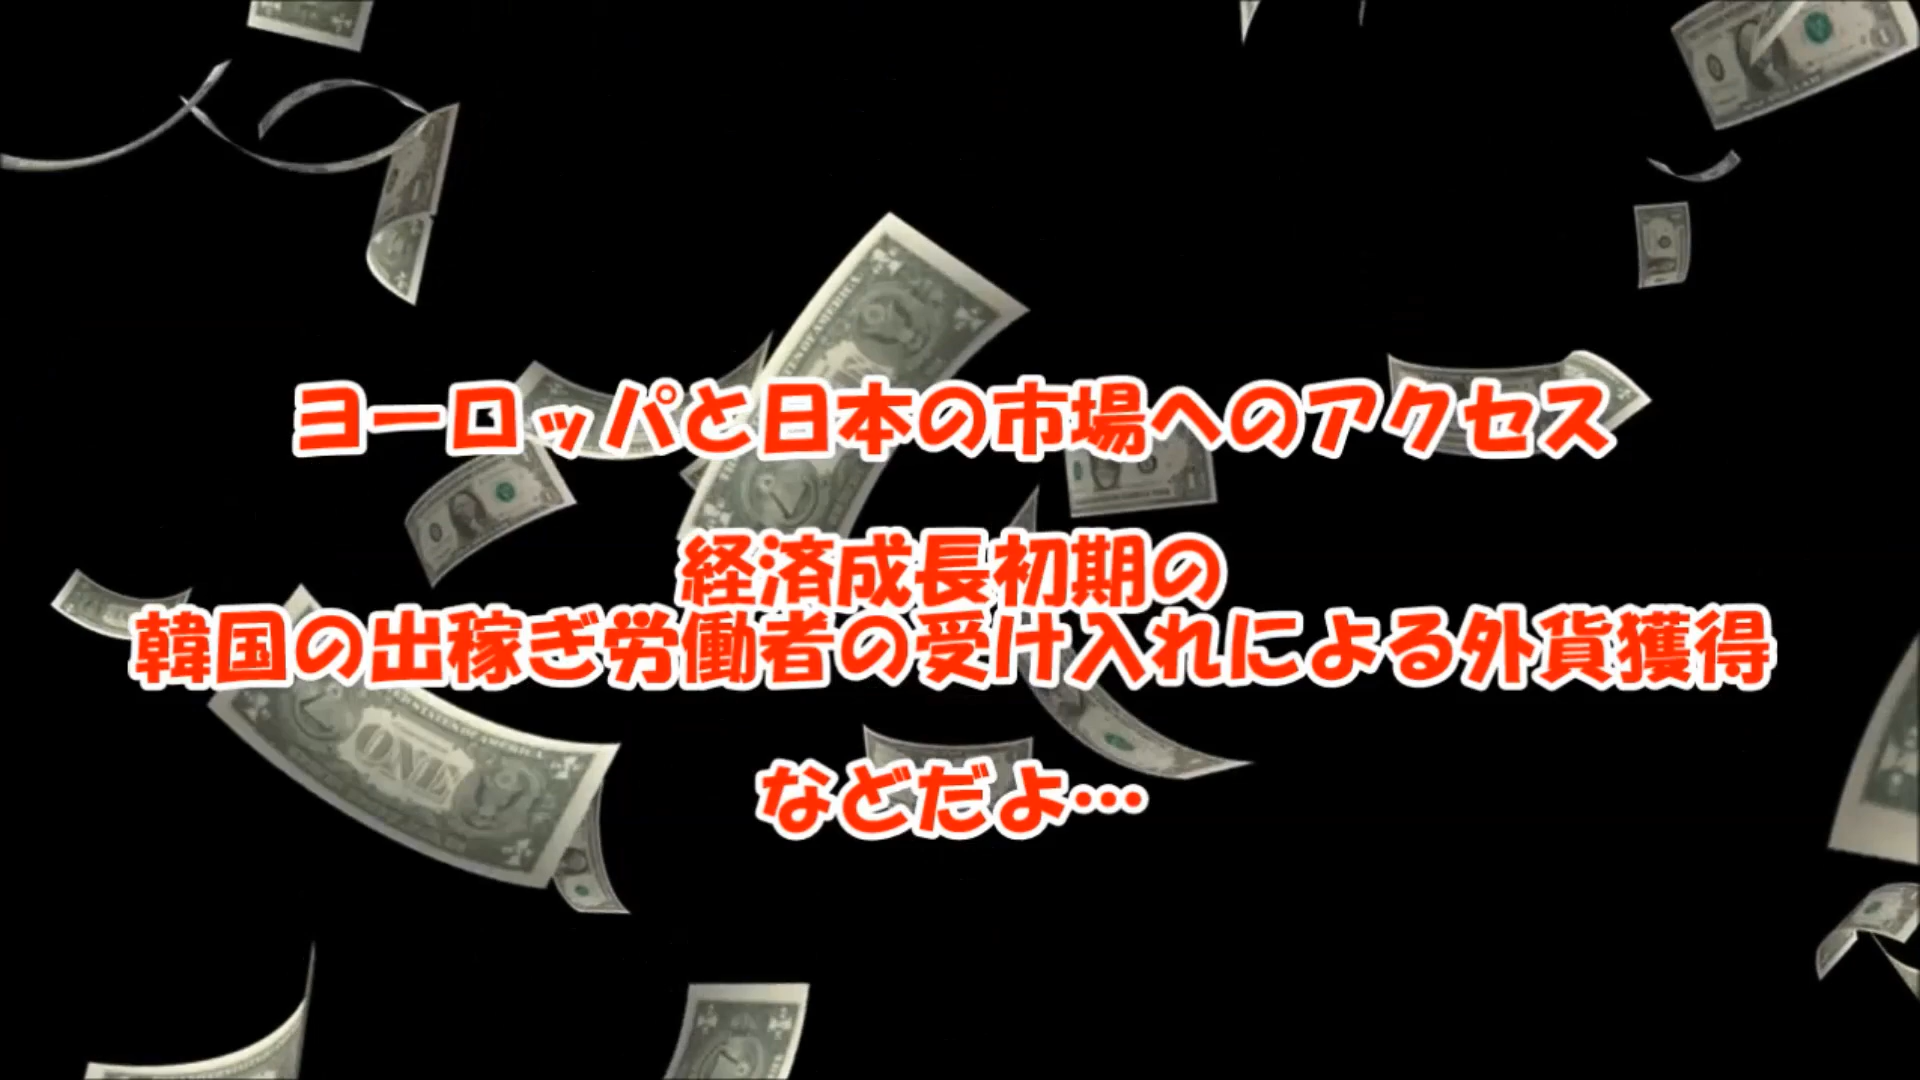 ヨーロッパと日本の市場へのアクセス
経済成長初期の
韓国の出稼ぎ労働者の受け入れによる外貨獲得
などだよ…
ONE